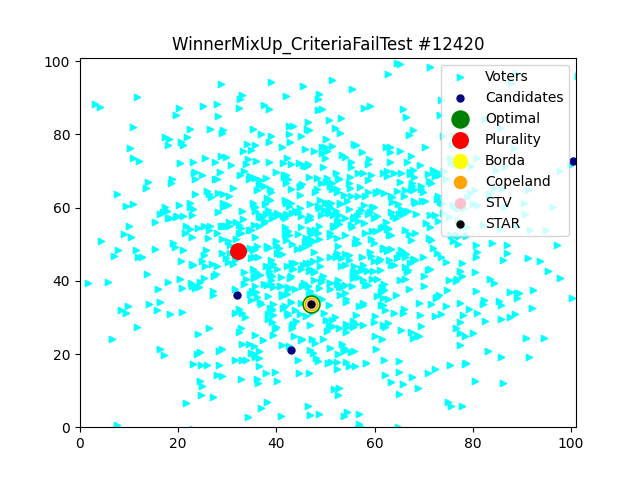 WinnerMixUp_CriteriaFailTest #12420
Voters
Candidates
Optimal
Plurality
Borda
Copeland
STV
STAR
100
80
60
40
20
0
0 20 40 60 80 100